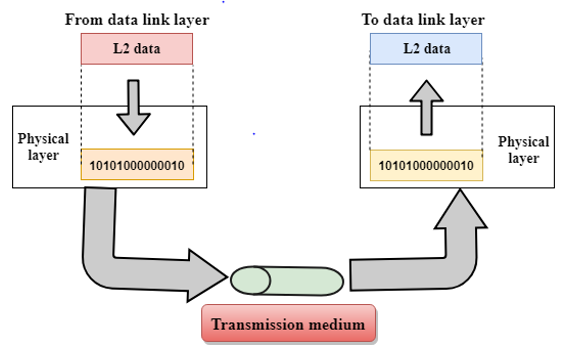 From data link layer
To data link layer
L2 data
L2 data
Physical
layer
10101000000010
10101000000010
Physical
layer
Transmission medium